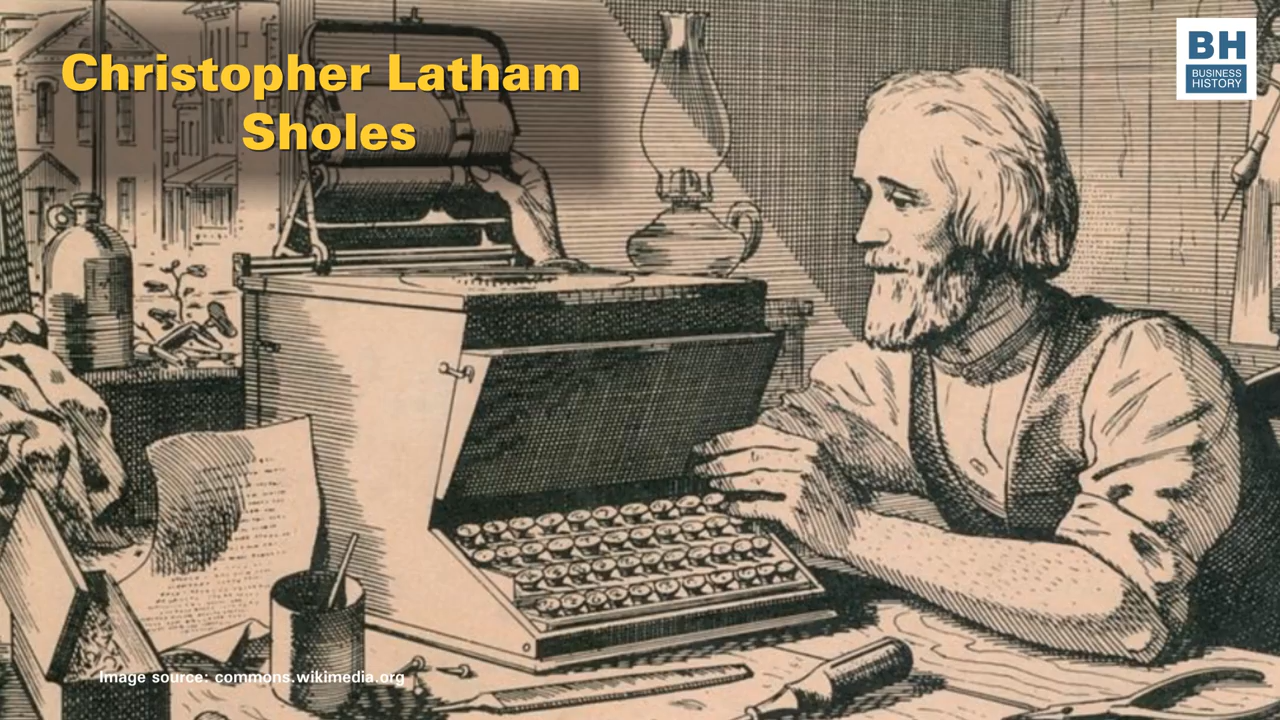 Christopher Latham
Sholes
BH
BUSINESS
HISTORY
Image source: commons.wikimedia.org